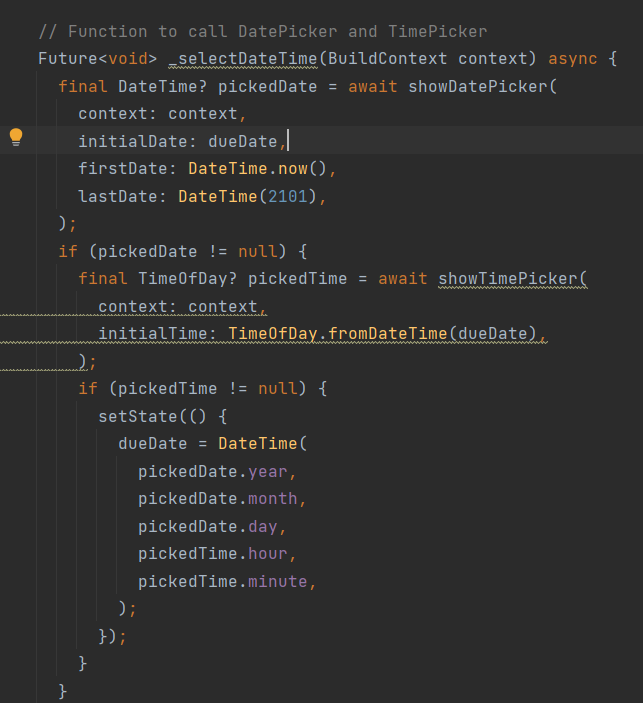 // Function to call DatePicker and TimePicker
Future<void> _selectDateTime(BuildContext context) async {
final DateTime? pickedDate = await showDatePicker(
context: context,
initialDate: dueDate,
firstDate: DateTime.now(),
lastDate: DateTime(2101),
);
if (pickedDate != null) {
final TimeOfDay? pickedTime = await showTimePicker(
context: context,
initialTime: TimeOfDay.fromDateTime(dueDate),
);
if (pickedTime != null) {
setState(() {
dueDate = DateTime(
pickedDate.year,
pickedDate.month,
pickedDate.day,
pickedTime.hour,
pickedTime.minute,
);
});
}
}